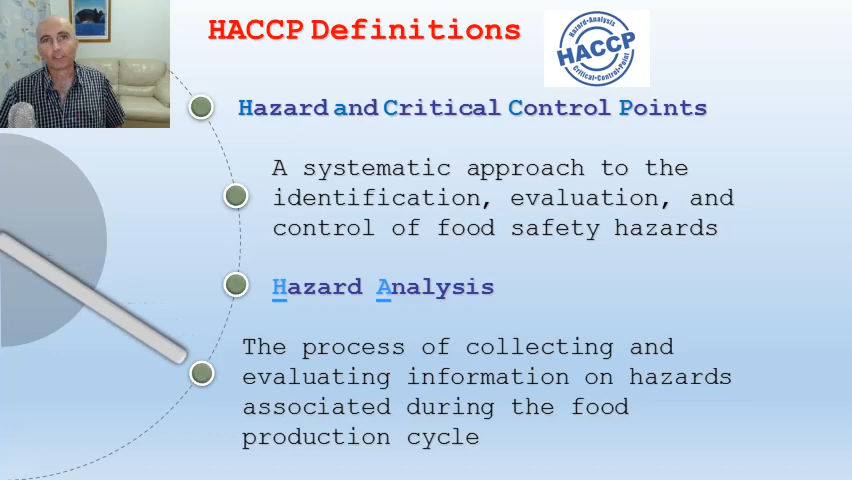 HACCP Definitions
Hazard-Analysis
HACCP
Critical-Control-Point
Hazard and Critical Control Points
A systematic approach to the
identification, evaluation, and
control of food safety hazards
Hazard Analysis
The process of collecting and
evaluating information on hazards
associated during the food
production cycle